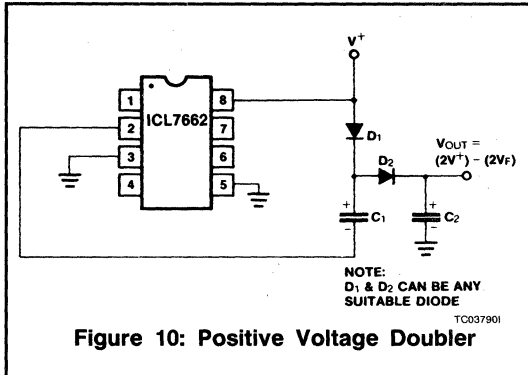 V+
1
2
3
4
ICL7662
8
7
6
5
D1
D2
VOUT =
(2V+) - (2VF)
+
C1
-
+
C2
-
NOTE:
D1 & D2 CAN BE ANY
SUITABLE DIODE
TC03790I
Figure 10: Positive Voltage Doubler